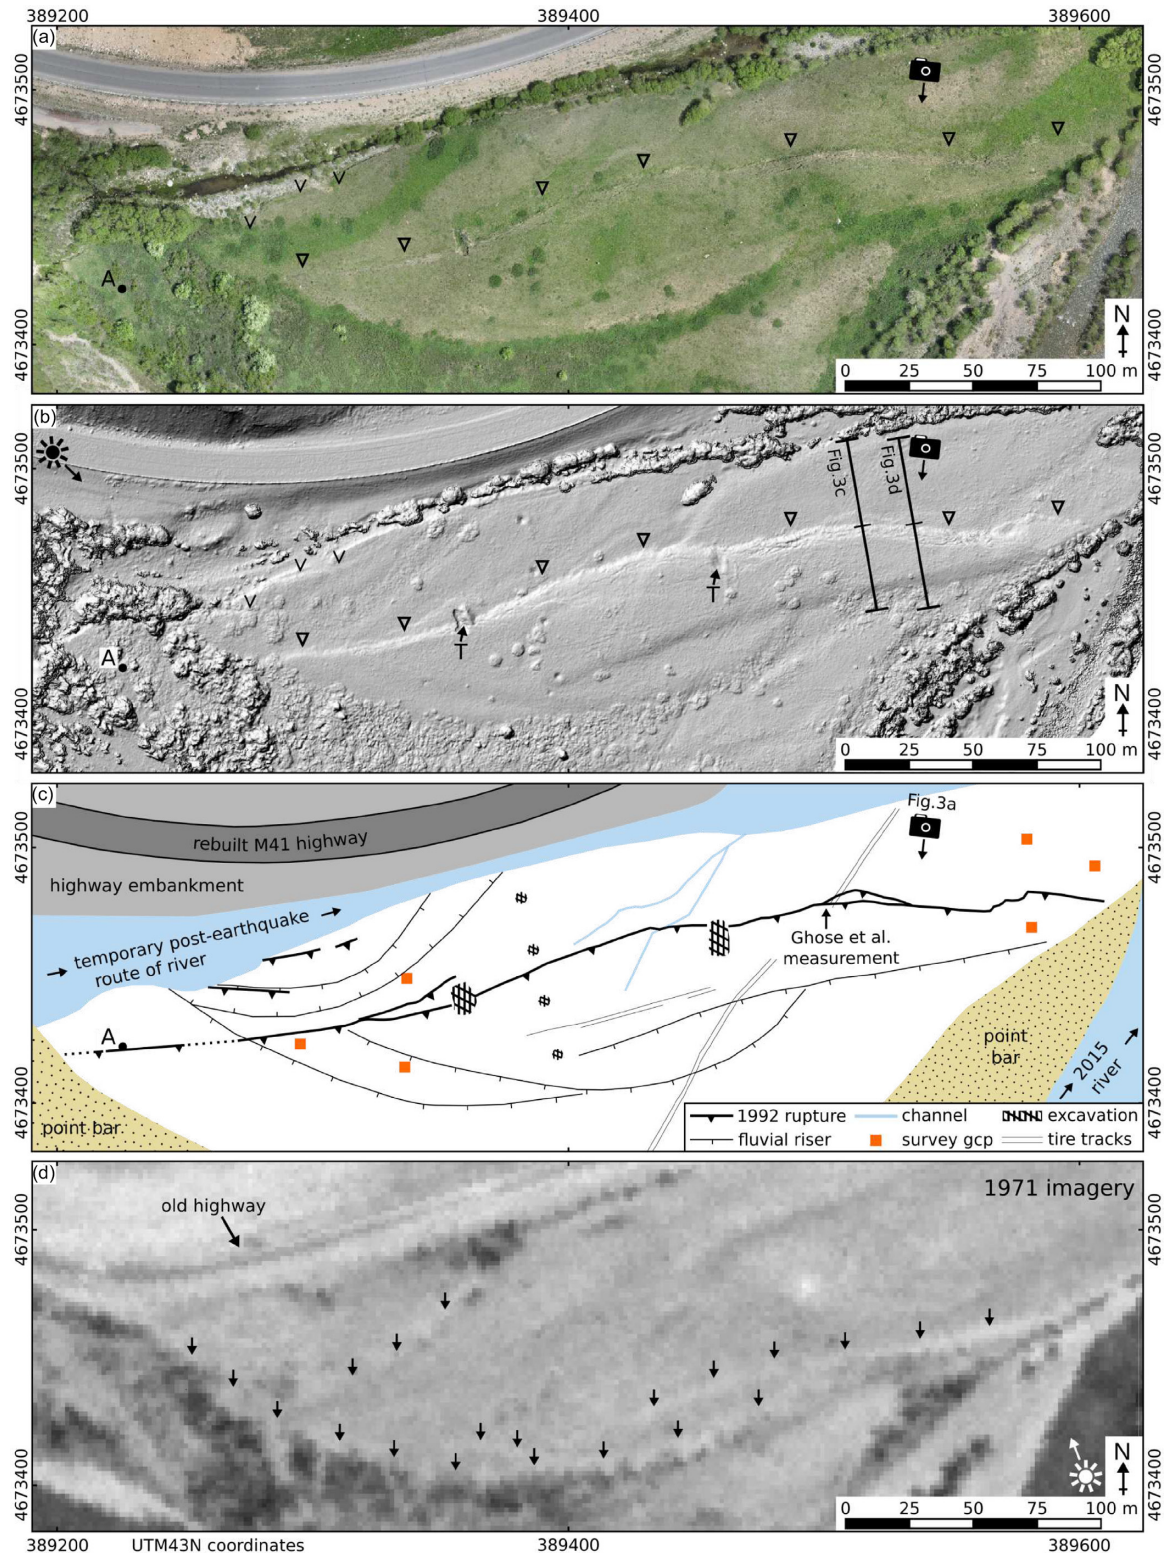 389200 389400 389600
(a)
4673500 4673500
A
N
4673400 4673400
0 25 50 75 100 m
(b)
4673500 4673500
Fig.3c
Fig.3d
T
T
A
N
4673400 4673400
0 25 50 75 100 m
(c)
Fig.3a
4673500 4673500
rebuilt M41 highway
highway embankment
temporary post-earthquake
route of river
Ghose et al.
measurement
A
point
bar
2015
river
4673400 4673400
point bar
1992 rupture channel excavation
fluvial riser survey gcp tire tracks
(d)
1971 imagery
old highway
4673500 4673500
N
4673400 4673400
0 25 50 75 100 m
389200 UTM43N coordinates 389400 389600